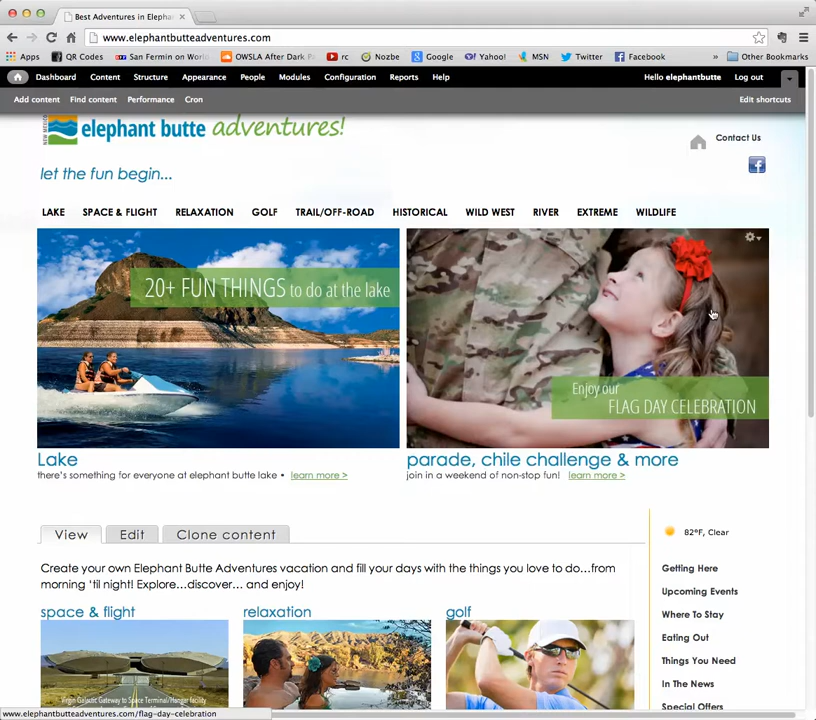 Best Adventures in Elepha
www.elephantbutteadventures.com
Apps QR Codes San Fermin in World OWSLA After Dark P rc Nozbe Google Yahoo! MSN Twitter Facebook » Other Bookmarks
Dashboard Content Structure Appearance People Modules Configuration Reports Help Hello elephantbutte Log out
Add content Find content Performance Cron Edit shortcuts
NEW MEXICO elephant butte adventures!
Contact Us
let the fun begin...
LAKE SPACE & FLIGHT RELAXATION GOLF TRAIL/OFF-ROAD HISTORICAL WILD WEST RIVER EXTREME WILDLIFE
20+ FUN THINGS to do at the lake
Enjoy our
FLAG DAY CELEBRATION
Lake
there's something for everyone at elephant butte lake • learn more >
parade, chile challenge & more
join in a weekend of non-stop fun! learn more >
View Edit Clone content
82°F, Clear
Create your own Elephant Butte Adventures vacation and fill your days with the things you love to do...from
morning 'til night! Explore...discover... and enjoy!
space & flight relaxation golf
Virgin Galactic Gateway to Space Terminal/Hangar facility
Getting Here
Upcoming Events
Where To Stay
Eating Out
Things You Need
In The News
Special Offers
www.elephantbutteadventures.com/flag-day-celebration